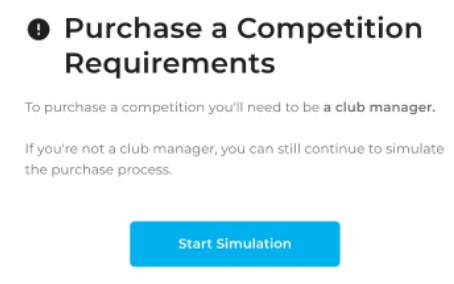 Purchase a Competition
Requirements
To purchase a competition you'll need to be a club manager.
If you're not a club manager, you can still continue to simulate
the purchase process.
Start Simulation